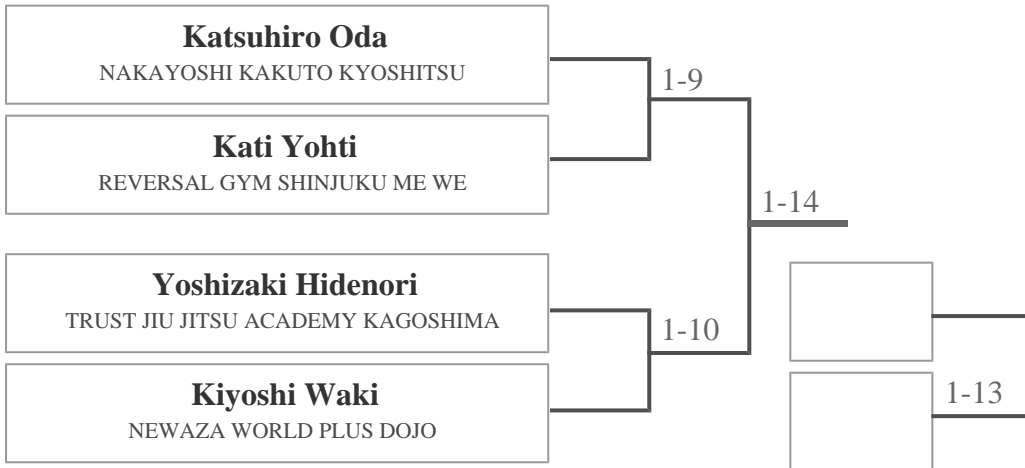 Katsuhiro Oda
NAKAYOSHI KAKUTO KYOSHITSU
1-9
Kati Yohti
REVERSAL GYM SHINJUKU ME WE
1-14
Yoshizaki Hidenori
TRUST JIU JITSU ACADEMY KAGOSHIMA
1-10
Kiyoshi Waki
NEWAZA WORLD PLUS DOJO
1-13